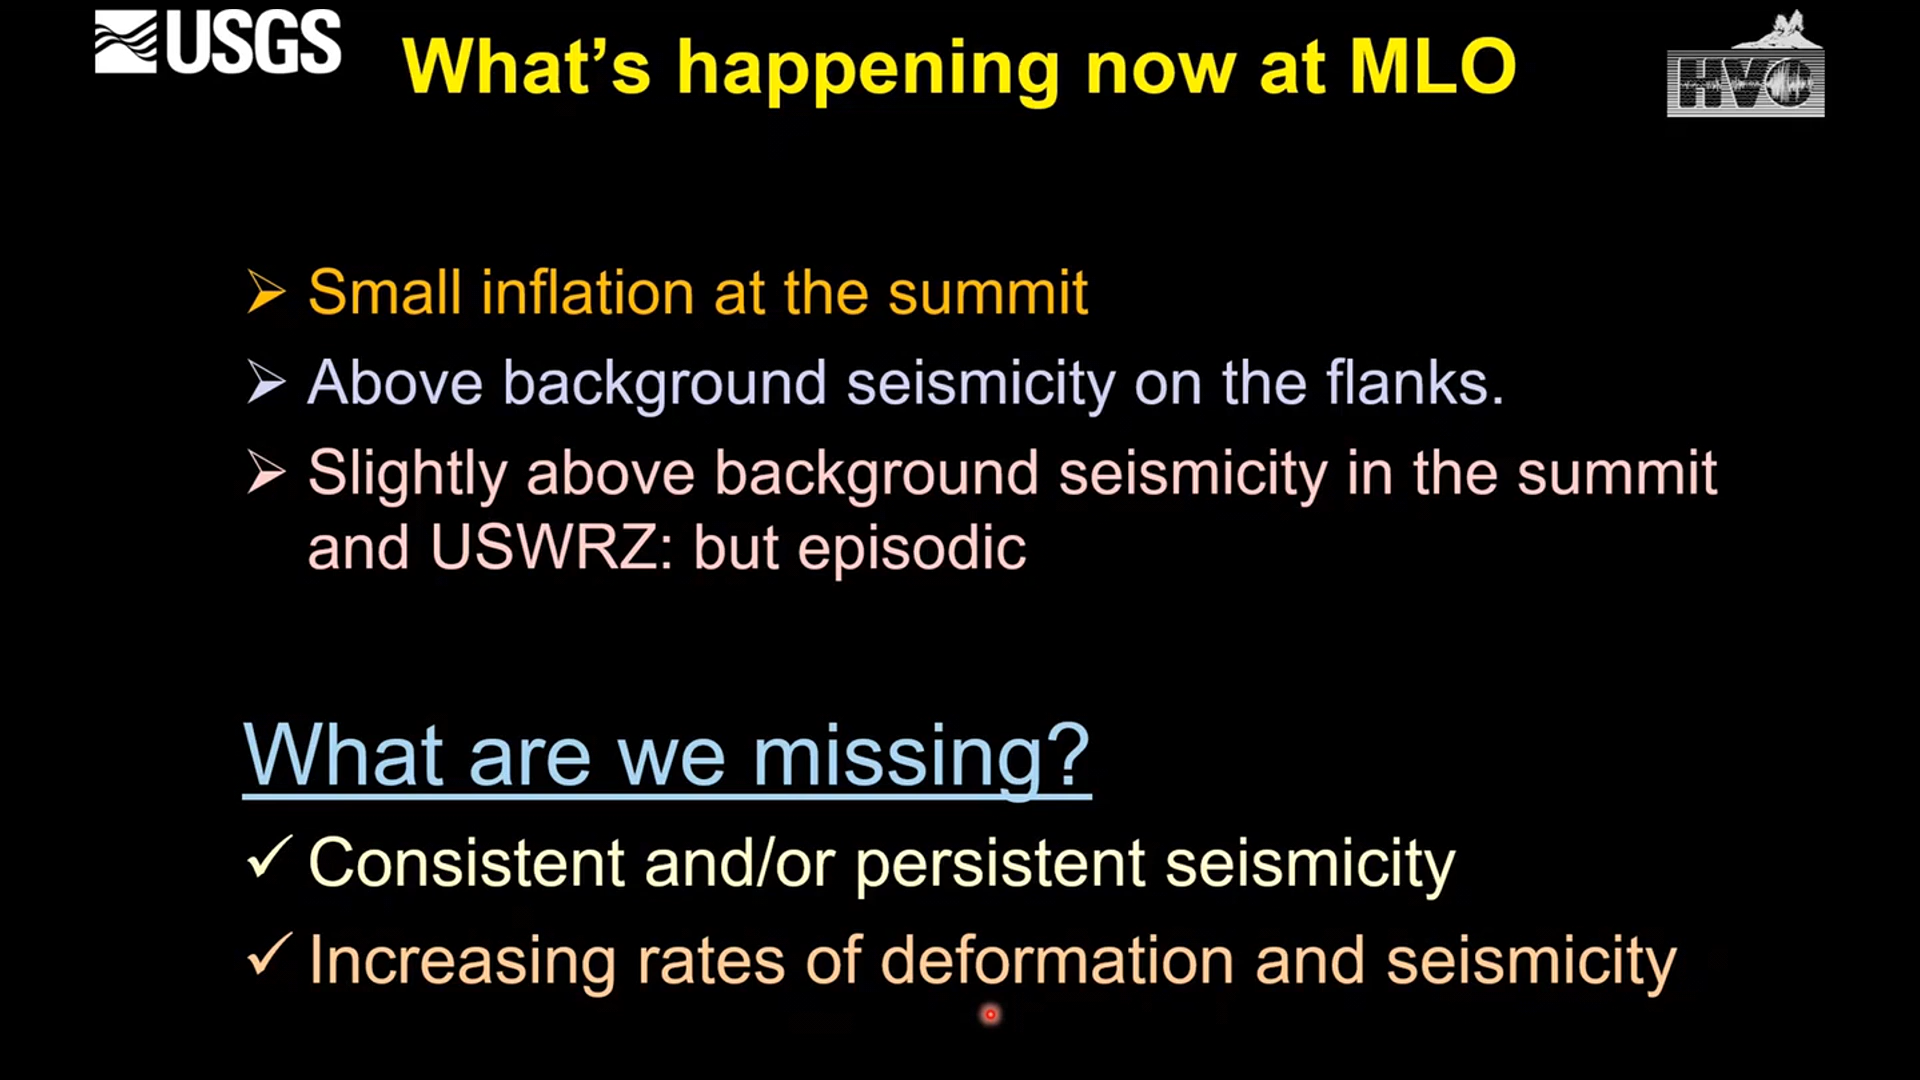 USGS
What’s happening now at MLO
HVO
Small inflation at the summit
Above background seismicity on the flanks.
Slightly above background seismicity in the summit
and USWRZ: but episodic
What are we missing?
Consistent and/or persistent seismicity
Increasing rates of deformation and seismicity